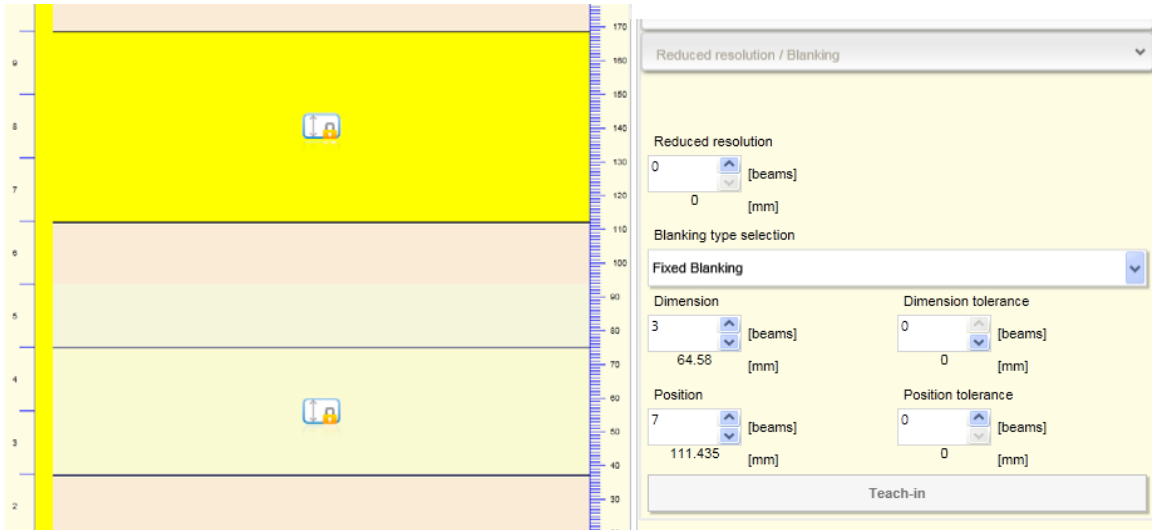 9
8
7
6
5
4
3
2
170
160
150
140
130
120
110
100
90
80
70
60
50
40
30
Reduced resolution / Blanking
Reduced resolution
0 [beams]
0 [mm]
Blanking type selection
Fixed Blanking
Dimension Dimension tolerance
3 [beams] 0 [beams]
64.58 [mm] 0 [mm]
Position Position tolerance
7 [beams] 0 [beams]
111.435 [mm] 0 [mm]
Teach-in